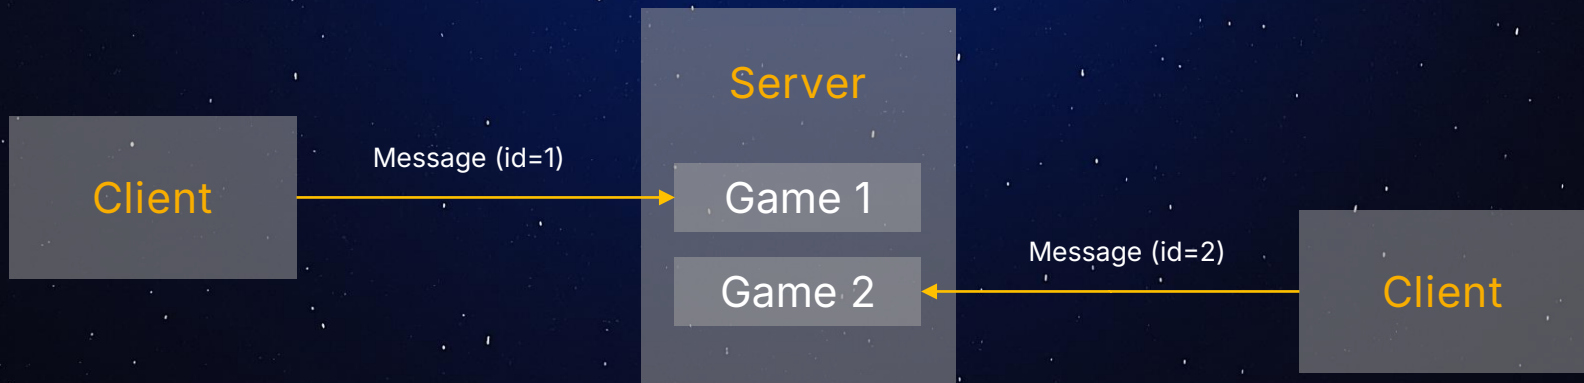 Server
Message (id=1)
Client
Game 1
Message (id=2)
Game 2
Client